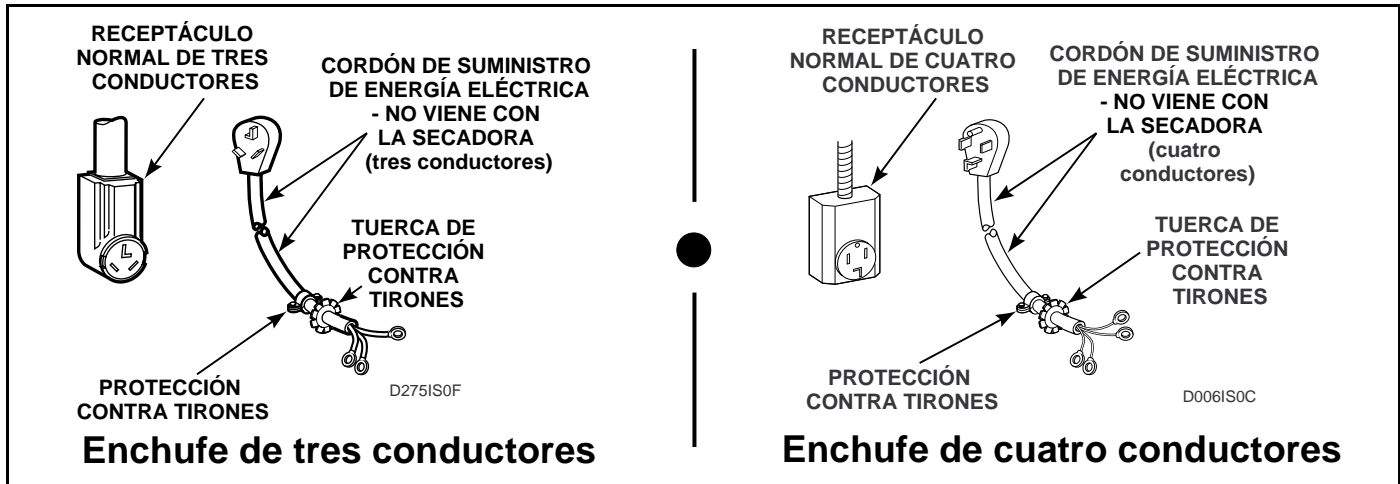 RECEPTÁCULO
NORMAL DE TRES
CONDUCTORES
CORDÓN DE SUMINISTRO
DE ENERGÍA ELÉCTRICA
- NO VIENE CON
LA SECADORA
(tres conductores)
TUERCA DE
PROTECCIÓN
CONTRA
TIRONES
PROTECCIÓN
CONTRA TIRONES
D275IS0F
Enchufe de tres conductores
RECEPTÁCULO
NORMAL DE CUATRO
CONDUCTORES
CORDÓN DE SUMINISTRO
DE ENERGÍA ELÉCTRICA
- NO VIENE CON
LA SECADORA
(cuatro
conductores)
TUERCA DE
PROTECCIÓN
CONTRA
TIRONES
PROTECCIÓN
CONTRA TIRONES
D006IS0C
Enchufe de cuatro conductores